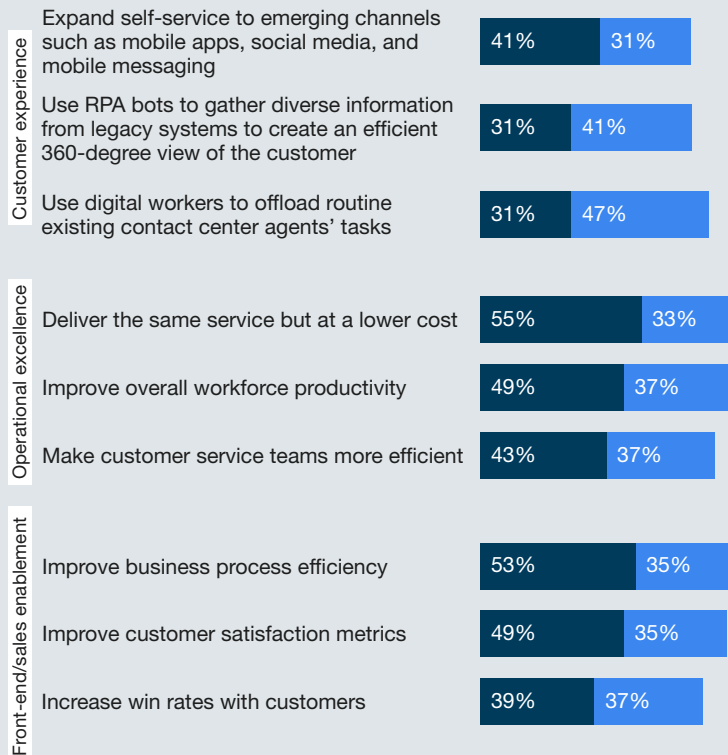 Customer experience
Expand self-service to emerging channels
such as mobile apps, social media, and
mobile messaging
41% 31%
Use RPA bots to gather diverse information
from legacy systems to create an efficient
360-degree view of the customer
31% 41%
Use digital workers to offload routine
existing contact center agents’ tasks
31% 47%
Operational excellence
Deliver the same service but at a lower cost
55% 33%
Improve overall workforce productivity
49% 37%
Make customer service teams more efficient
43% 37%
Front-end/sales enablement
Improve business process efficiency
53% 35%
Improve customer satisfaction metrics
49% 35%
Increase win rates with customers
39% 37%